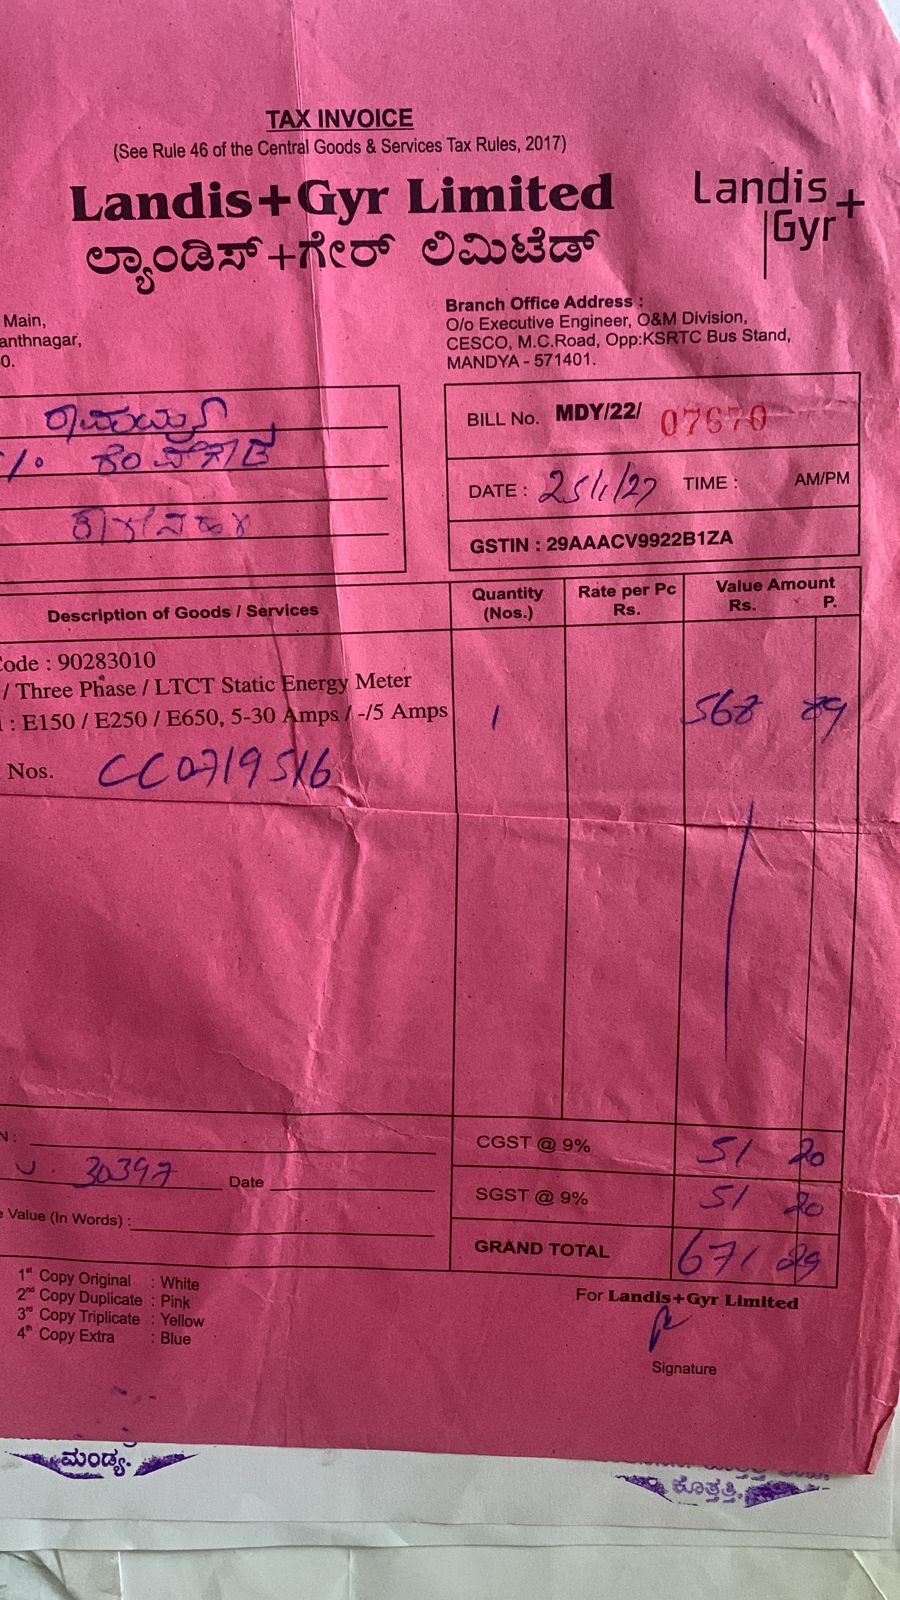 TAX INVOICE
(See Rule 46 of the Central Goods & Services Tax Rules, 2017)
Landis+Gyr Limited
ಲ್ಯಾಂಡಿಸ್+ಗೇರ್ ಲಿಮಿಟೆಡ್
Landis
Gyr+
Main,
anthnagar,
0.
Branch Office Address :
O/o Executive Engineer, O&M Division,
CESCO, M.C.Road, Opp:KSRTC Bus Stand,
MANDYA - 571401.
BILL No. MDY/22/ 07670
DATE : TIME : AM/PM
GSTIN : 29AAACV9922B1ZA
Description of Goods / Services Quantity (Nos.) Rate per Pc Rs. Value Amount Rs. P.
Code : 90283010
/ Three Phase / LTCT Static Energy Meter
: E150 / E250 / E650, 5-30 Amps / -/5 Amps 1 568 89
Nos.
N :
CGST @ 9% 51 20
30397 Date
SGST @ 9% 51 20
Value (In Words) :
GRAND TOTAL 671 29
1st Copy Original : White
2nd Copy Duplicate : Pink
3rd Copy Triplicate : Yellow
4th Copy Extra : Blue
For Landis+Gyr Limited
Signature
ಮಂಡ್ಯ.
ಕೊತ್ತತ್ತಿ.